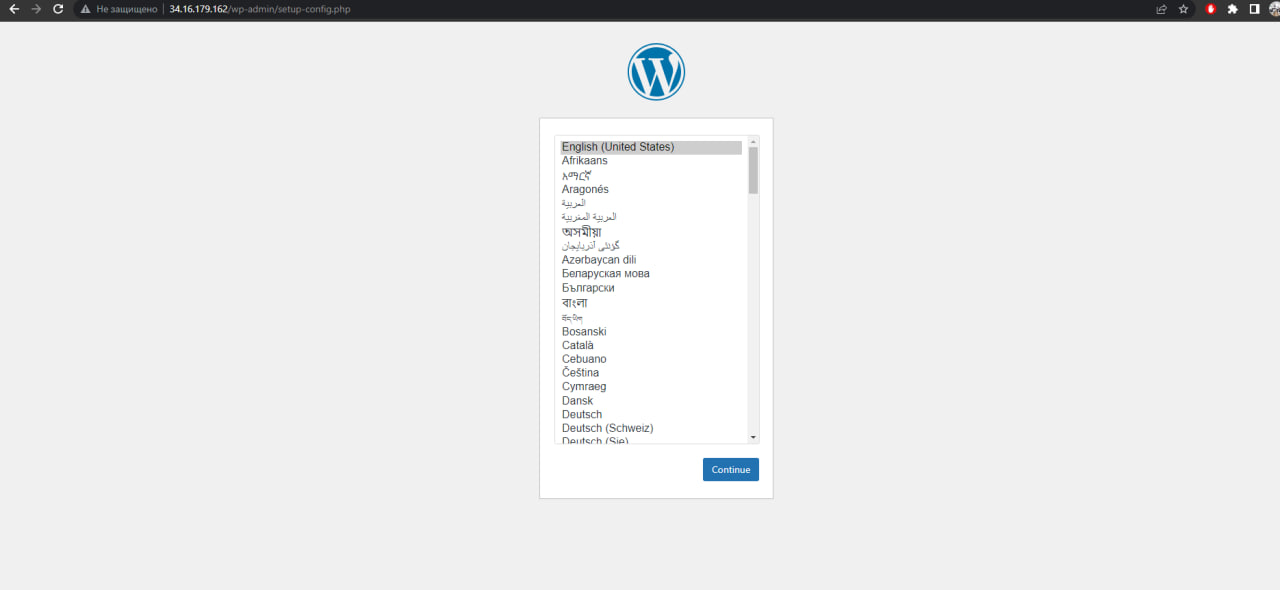 Не защищено 34.16.179.162/wp-admin/setup-config.php
W
English (United States)
Afrikaans
አማርኛ
Aragonés
العربية
العربية المغربية
অসমীয়া
گؤنئی آذربایجان
Azərbaycan dili
Беларуская мова
Български
বাংলা
བོད་ཡིག
Bosanski
Català
Cebuano
Čeština
Cymraeg
Dansk
Deutsch
Deutsch (Schweiz)
Deutsch (Sie)
Continue